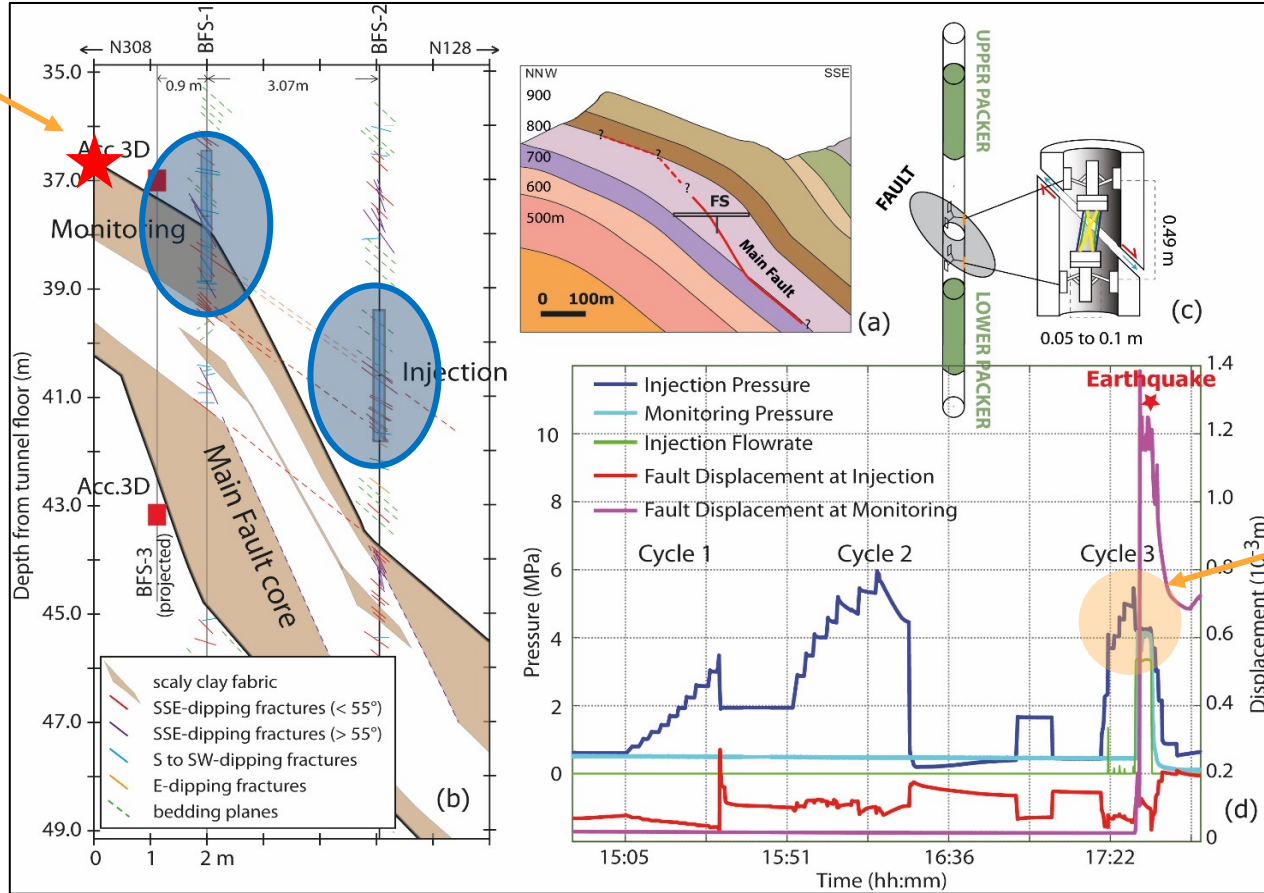 BFS-1
BFS-2
N308
N128
0.9 m
3.07m
35.0
37.0
39.0
41.0
43.0
45.0
47.0
49.0
Depth from tunnel floor (m)
Acc.3D
Monitoring
Injection
Acc.3D
BFS-3
(projected)
Main Fault core
scaly clay fabric
SSE-dipping fractures (< 55°)
SSE-dipping fractures (> 55°)
S to SW-dipping fractures
E-dipping fractures
bedding planes
(b)
0 1 2 m
NNW
SSE
900
800
700
600
500m
?
?
?
FS
Main Fault
?
0 100m
(a)
UPPER PACKER
FAULT
LOWER PACKER
0.49 m
0.05 to 0.1 m
(c)
Injection Pressure
Monitoring Pressure
Injection Flowrate
Fault Displacement at Injection
Fault Displacement at Monitoring
Earthquake
Cycle 1
Cycle 2
Cycle 3
Pressure (MPa)
10
8
6
4
2
0
1.4
1.2
1.0
0.8
0.6
0.4
0.2
0
Displacement (10⁻³m)
(d)
15:05
15:51
16:36
17:22
Time (hh:mm)